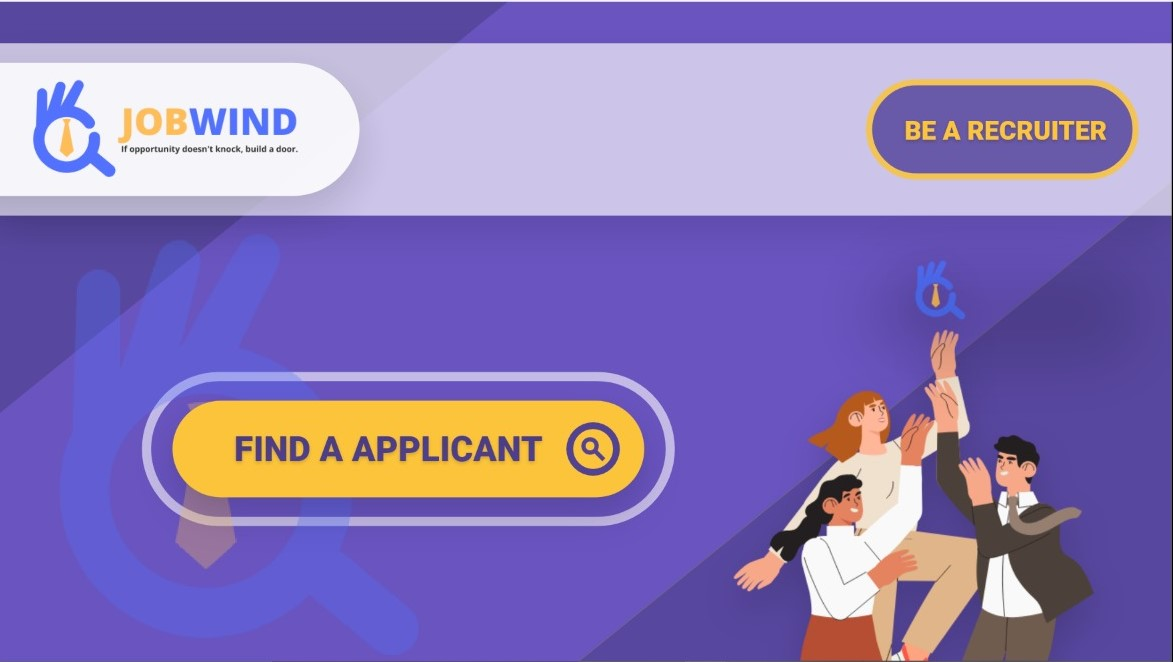 JOBWIND
If opportunity doesn't knock, build a door.
BE A RECRUITER
FIND A APPLICANT